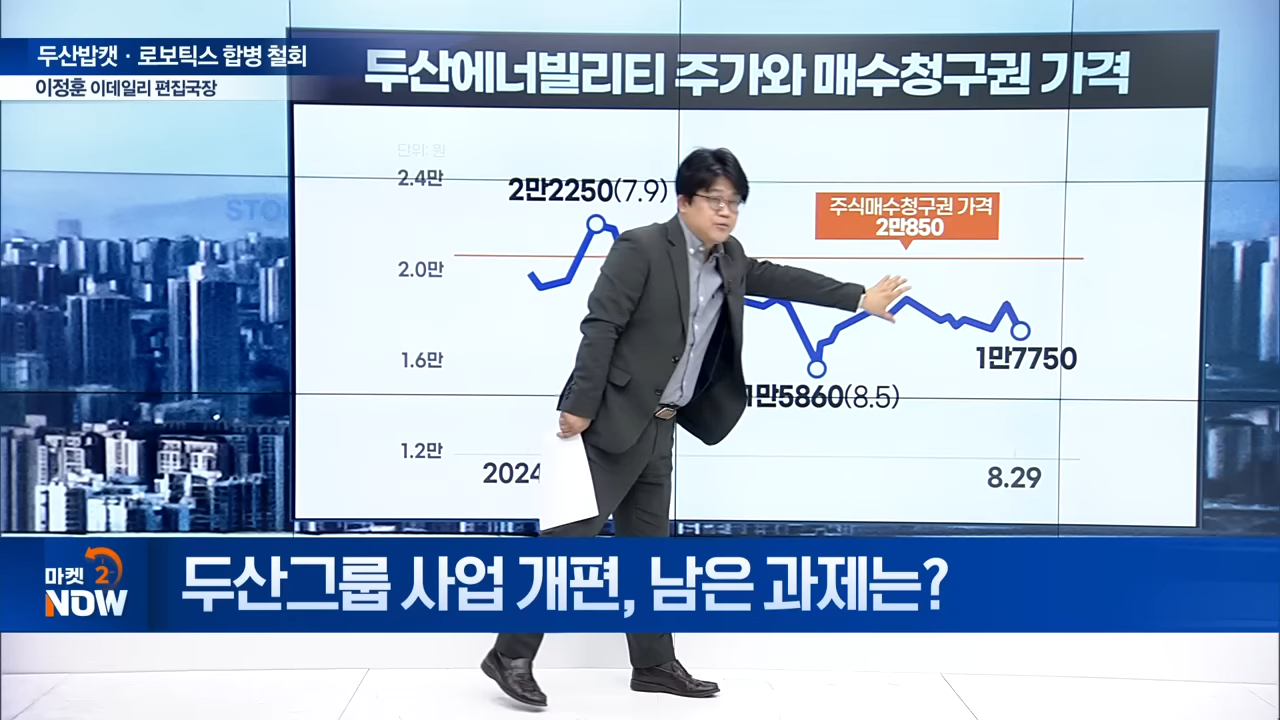 두산밥캣 · 로보틱스 합병 철회
이정훈 이데일리 편집국장
두산에너빌리티 주가와 매수청구권 가격
단위: 원
2.4만
2만2250(7.9)
주식매수청구권 가격
2만850
2.0만
1.6만
1만7750
1만5860(8.5)
1.2만
2024
8.29
마켓 2
NOW
두산그룹 사업 개편, 남은 과제는?